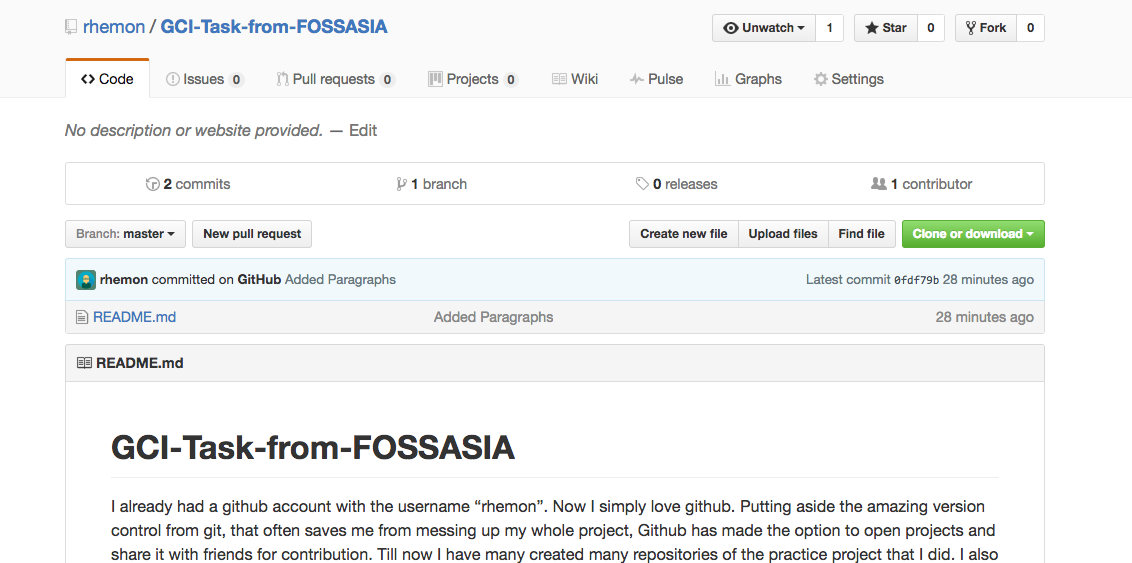 rhemon / GCI-Task-from-FOSSASIA Unwatch 1 Star 0 Fork 0
Code Issues 0 Pull requests 0 Projects 0 Wiki Pulse Graphs Settings
No description or website provided. — Edit
2 commits 1 branch 0 releases 1 contributor
Branch: master New pull request Create new file Upload files Find file Clone or download
rhemon committed on GitHub Added Paragraphs Latest commit 0fdf79b 28 minutes ago
README.md Added Paragraphs 28 minutes ago
README.md
GCI-Task-from-FOSSASIA
I already had a github account with the username “rhemon”. Now I simply love github. Putting aside the amazing version
control from git, that often saves me from messing up my whole project, Github has made the option to open projects and
share it with friends for contribution. Till now I have many created many repositories of the practice project that I did. I also